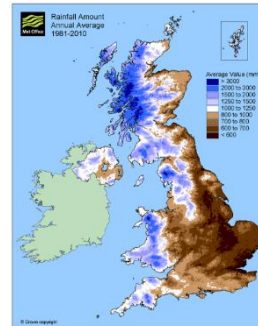 Met Office
Rainfall Amount
Annual Average
1981-2010
Average Value (mm)
> 3000
2000 to 3000
1500 to 2000
1250 to 1500
1000 to 1250
800 to 1000
700 to 800
600 to 700
< 600
© Crown copyright